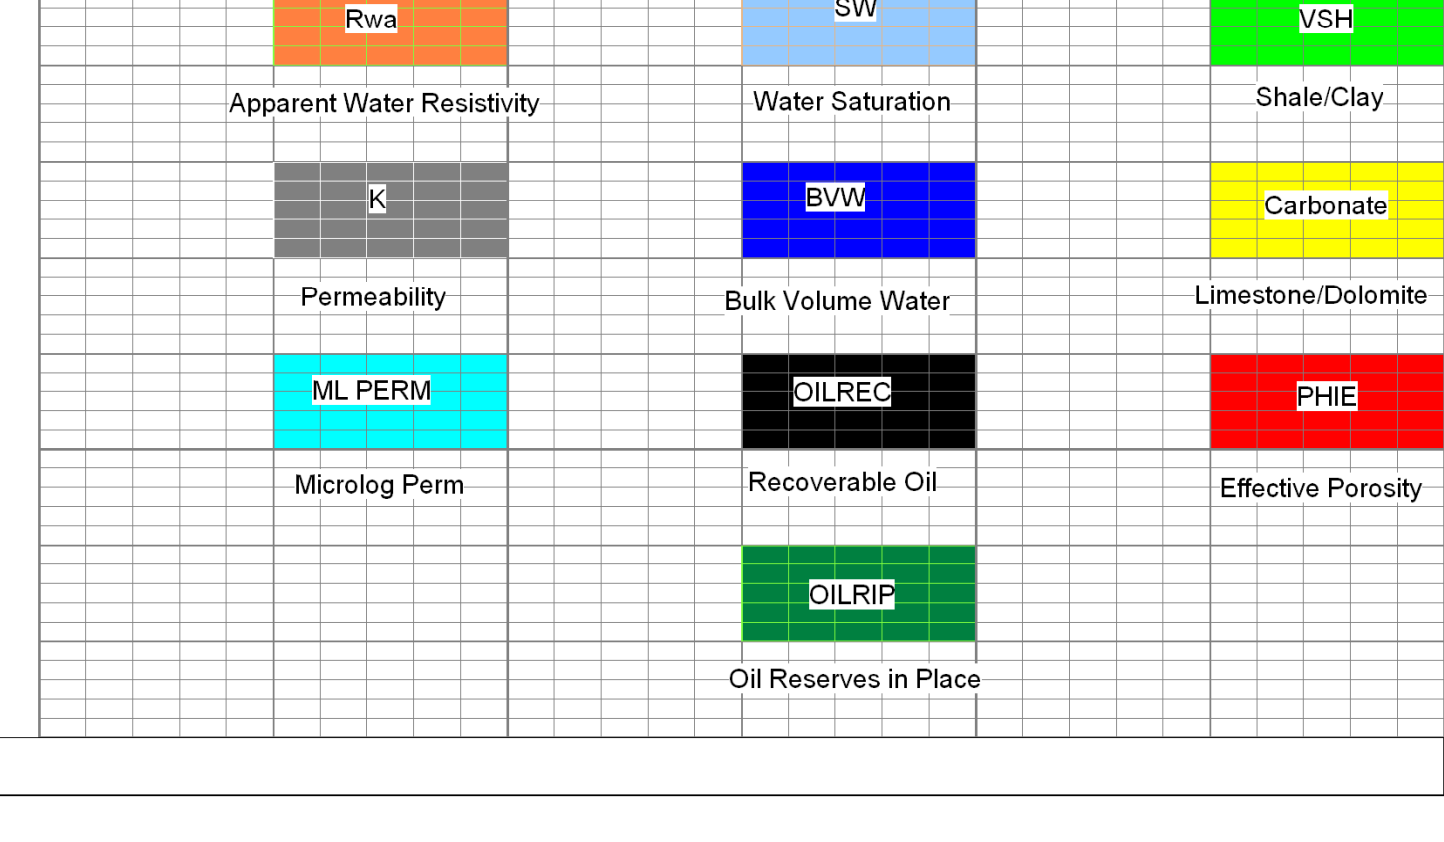 Rwa
SW
VSH
Apparent Water Resistivity
Water Saturation
Shale/Clay
K
BVW
Carbonate
Permeability
Bulk Volume Water
Limestone/Dolomite
ML PERM
OILREC
PHIE
Microlog Perm
Recoverable Oil
Effective Porosity
OILRIP
Oil Reserves in Place